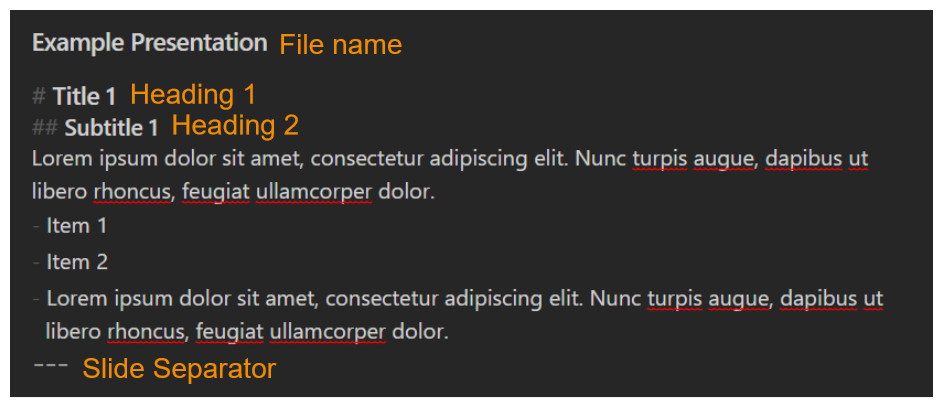 Example Presentation File name
# Title 1 Heading 1
## Subtitle 1 Heading 2
Lorem ipsum dolor sit amet, consectetur adipiscing elit. Nunc turpis augue, dapibus ut
libero rhoncus, feugiat ullamcorper dolor.
- Item 1
- Item 2
- Lorem ipsum dolor sit amet, consectetur adipiscing elit. Nunc turpis augue, dapibus ut
libero rhoncus, feugiat ullamcorper dolor.
--- Slide Separator